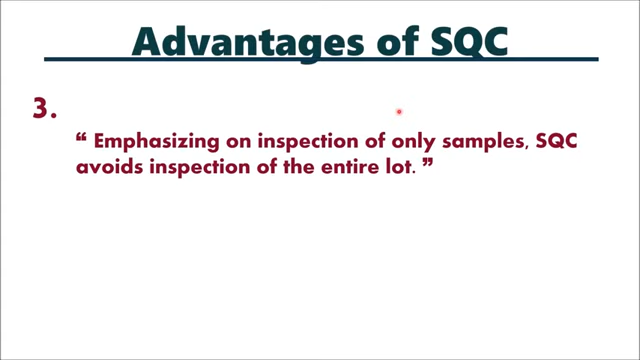 Advantages of SQC
3.
❝ Emphasizing on inspection of only samples, SQC
avoids inspection of the entire lot. ❞